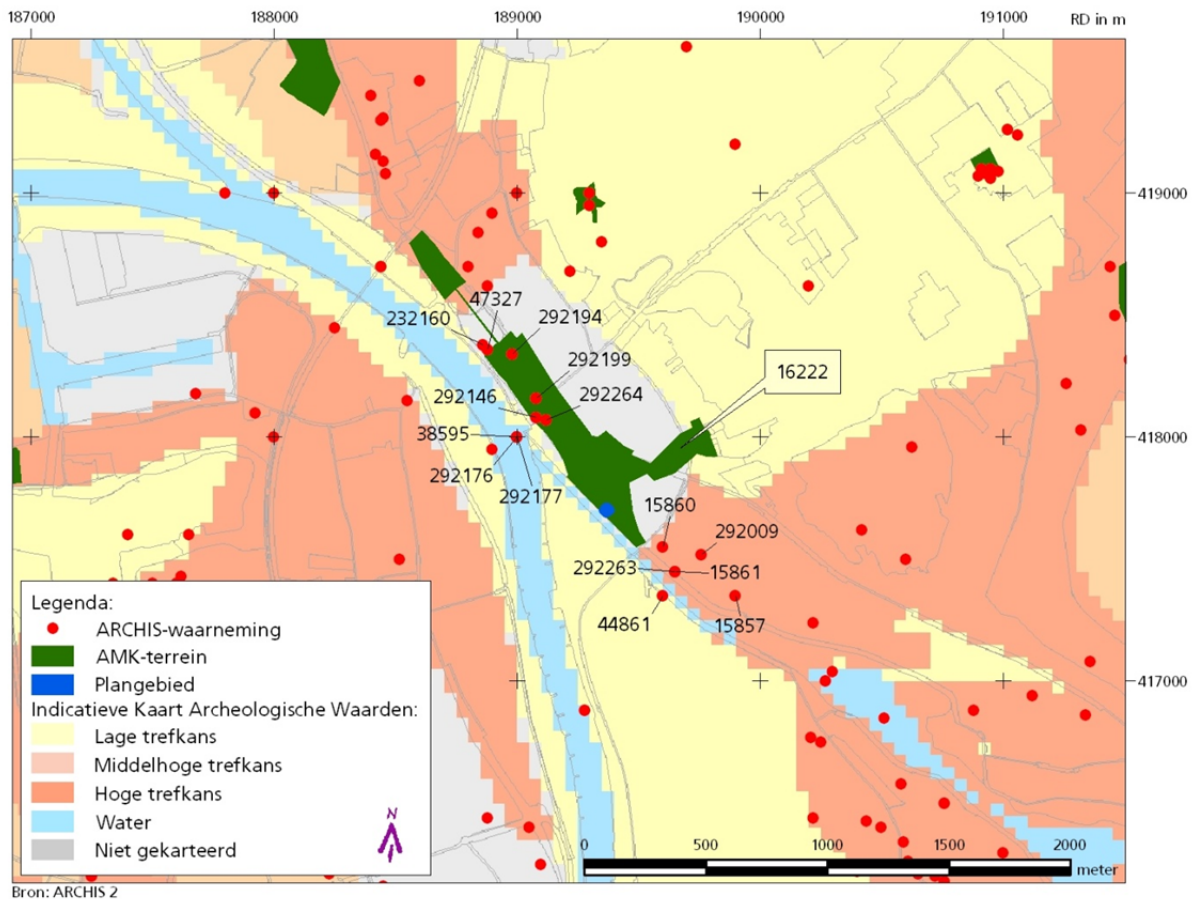 187000 188000 189000 190000 191000 RD in m
419000
47327
232160 292194
292199
16222
292146 292264
38595 418000
292176
292177
15860
292009
292263 15861
44861 15857
Legenda:
ARCHIS-waarneming
AMK-terrein
Plangebied
417000
Indicatieve Kaart Archeologische Waarden:
Lage trefkans
Middelhoge trefkans
Hoge trefkans
Water
Niet gekarteerd
N
0 500 1000 1500 2000
meter
Bron: ARCHIS 2